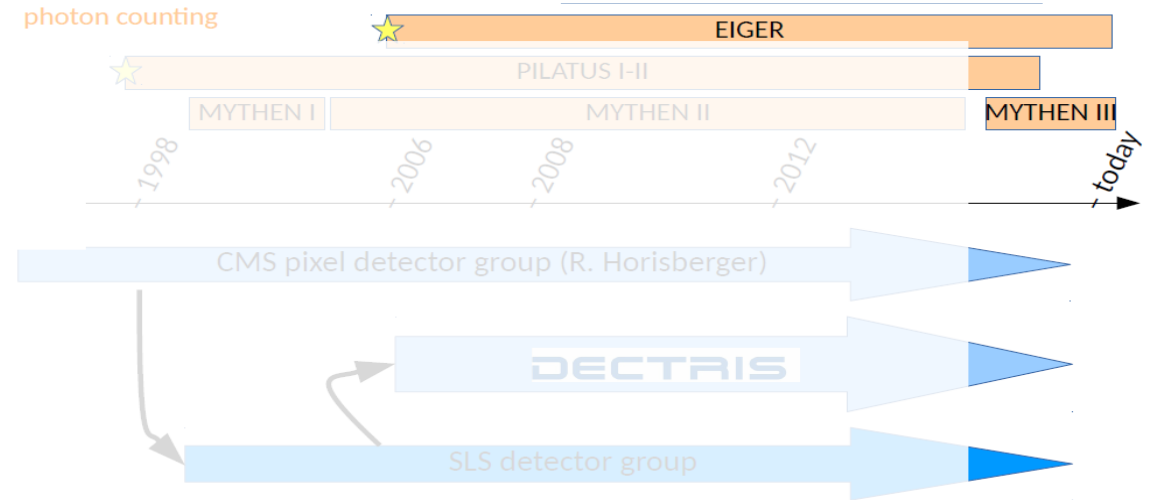 photon counting
EIGER
PILATUS I-II
MYTHEN I
MYTHEN II
MYTHEN III
1998
2006
2008
2012
today
CMS pixel detector group (R. Horisberger)
DECTRIS
SLS detector group